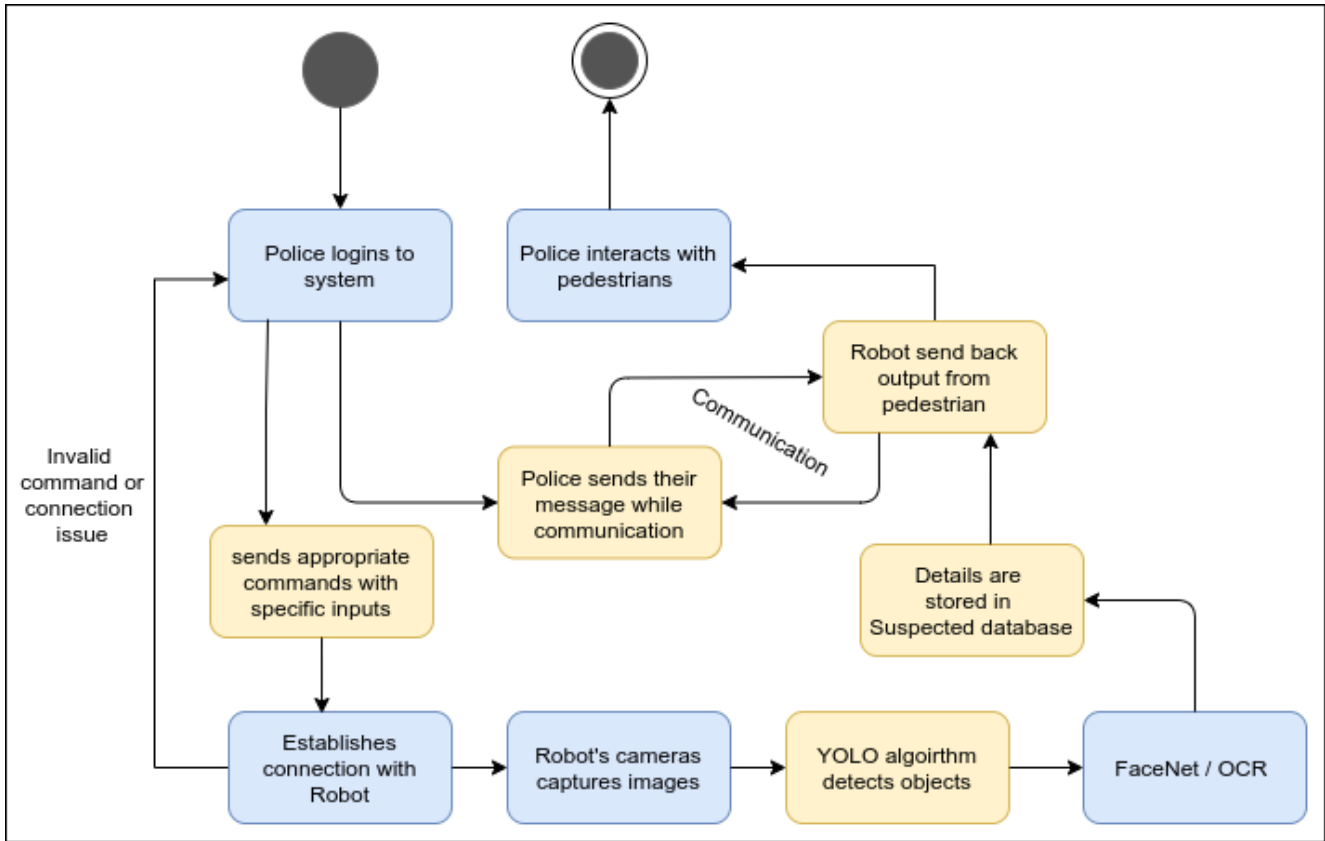 Police logins to
system
Police interacts with
pedestrians
Robot send back
output from
pedestrian
Communication
Invalid
command or
connection
issue
Police sends their
message while
communication
sends appropriate
commands with
specific inputs
Details are
stored in
Suspected database
Establishes
connection with
Robot
Robot's cameras
captures images
YOLO algoirthm
detects objects
FaceNet / OCR